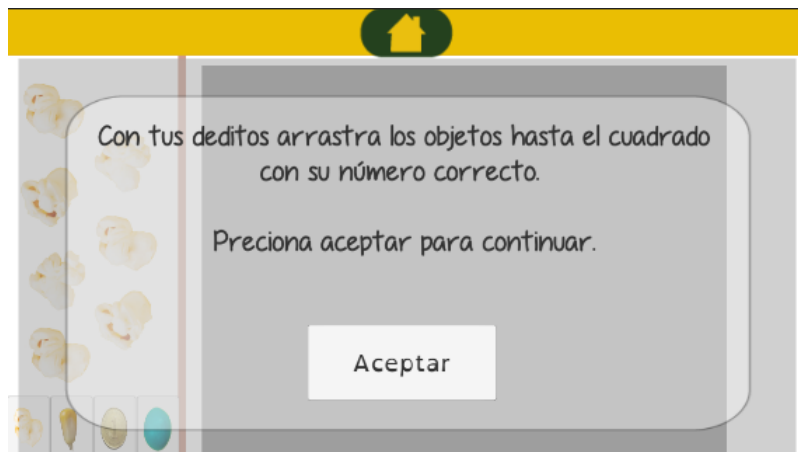 Con tus deditos arrastra los objetos hasta el cuadrado
con su número correcto.
Preciona aceptar para continuar.
Aceptar